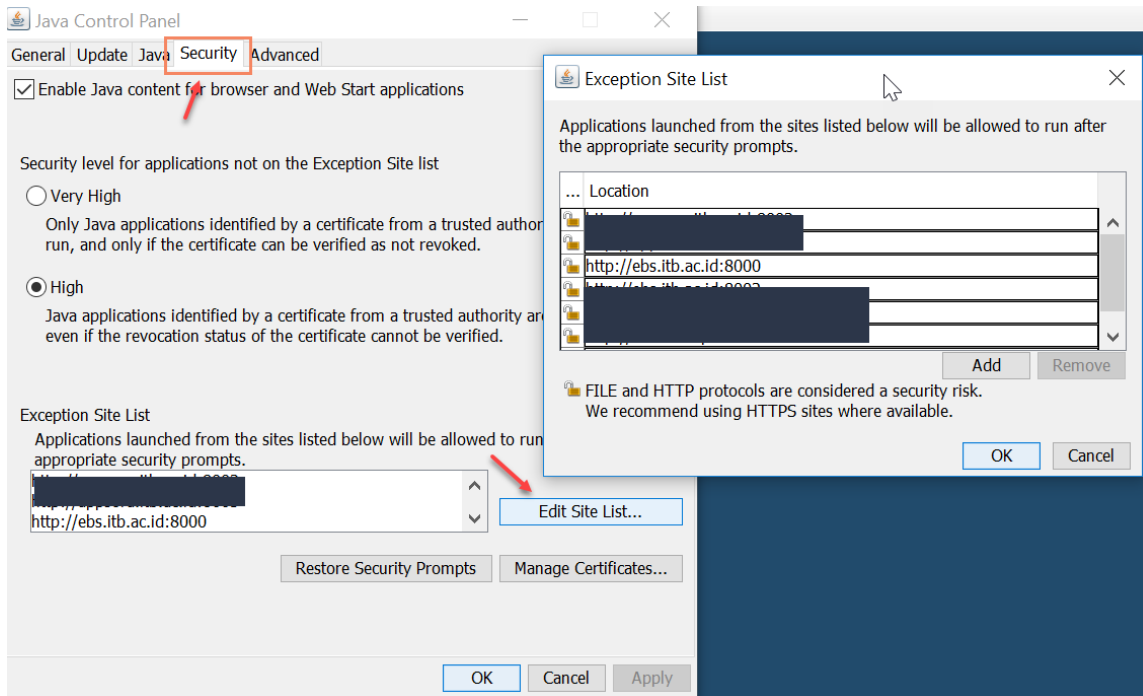 Java Control Panel
General Update Java Security Advanced
Enable Java content for browser and Web Start applications
Security level for applications not on the Exception Site list
Very High
Only Java applications identified by a certificate from a trusted author
run, and only if the certificate can be verified as not revoked.
High
Java applications identified by a certificate from a trusted authority
even if the revocation status of the certificate cannot be verified.
Exception Site List
Applications launched from the sites listed below will be allowed to run
appropriate security prompts.
http://ebs.itb.ac.id:8000
Edit Site List...
Restore Security Prompts Manage Certificates...
OK Cancel Apply
Exception Site List
Applications launched from the sites listed below will be allowed to run after
the appropriate security prompts.
... Location
http://ebs.itb.ac.id:8000
Add Remove
FILE and HTTP protocols are considered a security risk.
We recommend using HTTPS sites where available.
OK Cancel